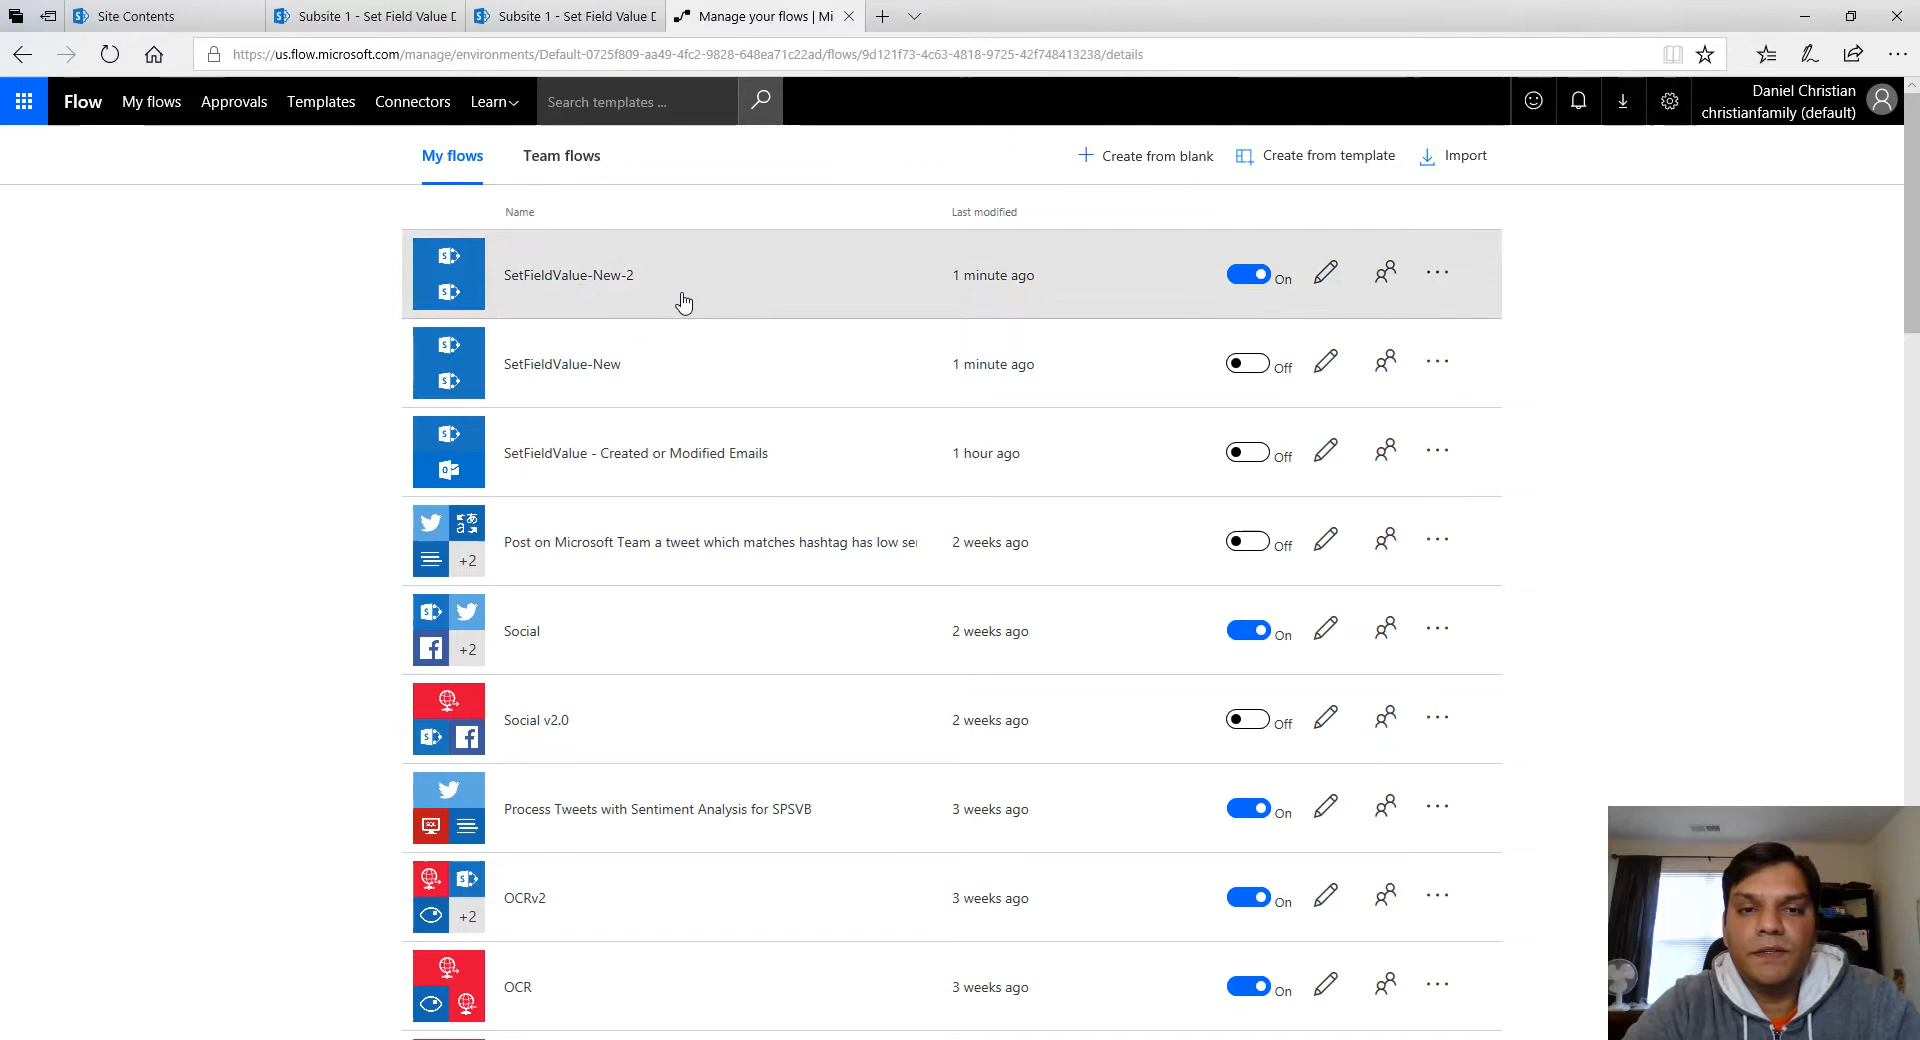 Site Contents
Subsite 1 - Set Field Value D
Subsite 1 - Set Field Value D
Manage your flows | Mi
https://us.flow.microsoft.com/manage/environments/Default-0725f809-aa49-4fc2-9828-648ea71c22ad/flows/9d121f73-4c63-4818-9725-42f748413238/details
Flow My flows Approvals Templates Connectors Learn Search templates ...
Daniel Christian
christianfamily (default)
My flows Team flows Create from blank Create from template Import
Name Last modified
SetFieldValue-New-2 1 minute ago On
SetFieldValue-New 1 minute ago Off
SetFieldValue - Created or Modified Emails 1 hour ago Off
Post on Microsoft Team a tweet which matches hashtag has low ser 2 weeks ago Off
+2
Social 2 weeks ago On
+2
Social v2.0 2 weeks ago Off
Process Tweets with Sentiment Analysis for SPSVB 3 weeks ago On
SQL
OCRv2 3 weeks ago On
+2
OCR 3 weeks ago On